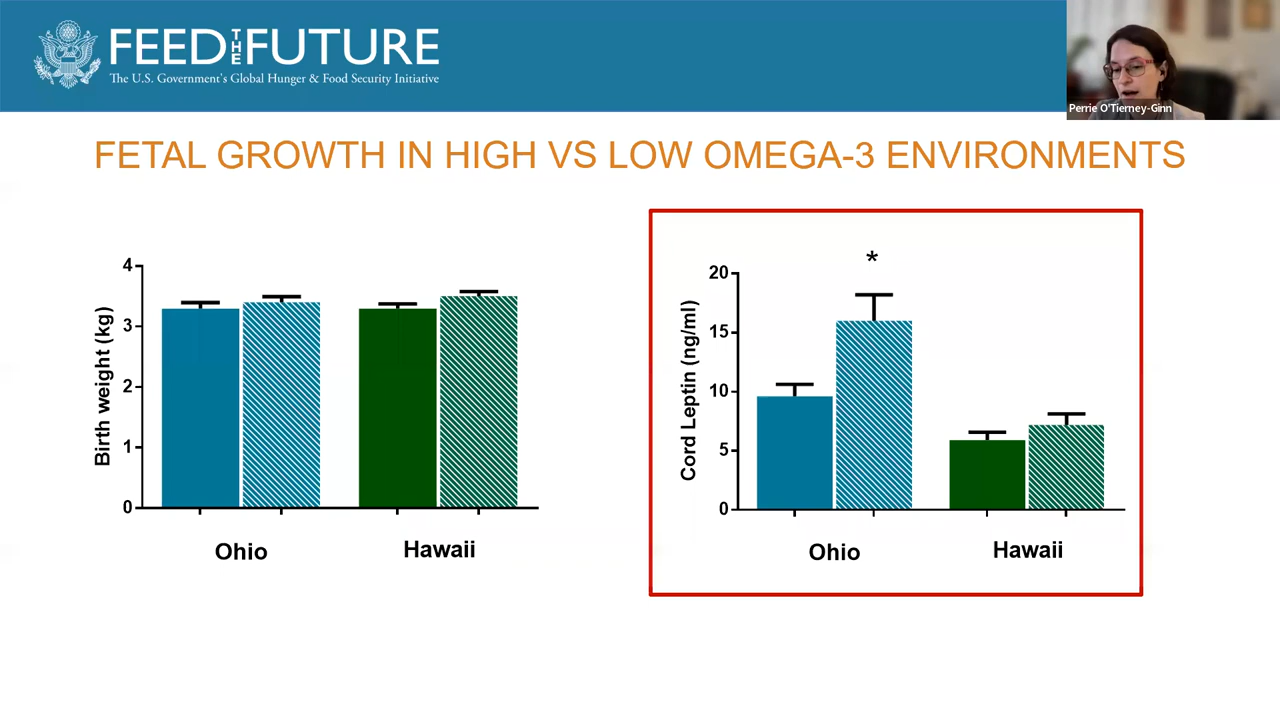 FEED THE FUTURE
The U.S. Government's Global Hunger & Food Security Initiative
Perrie O'Tierney-Ginn
FETAL GROWTH IN HIGH VS LOW OMEGA-3 ENVIRONMENTS
Birth weight (kg)
4
3
2
1
0
Ohio
Hawaii
*
Cord Leptin (ng/ml)
20
15
10
5
0
Ohio
Hawaii